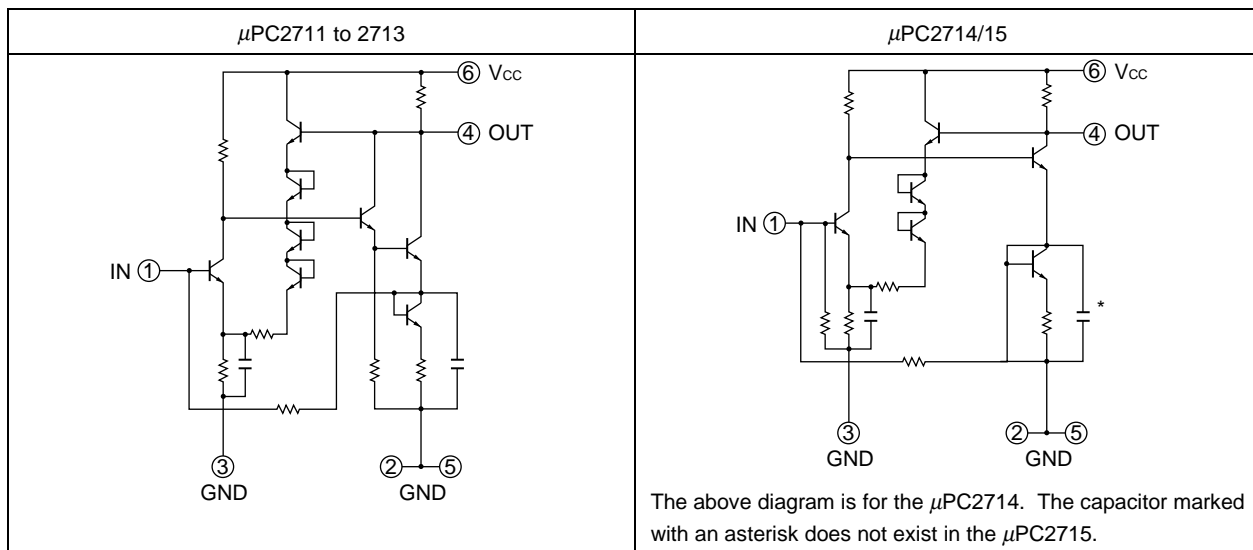 μPC2711 to 2713
μPC2714/15
⑥ Vcc
④ OUT
IN ①
③
GND
② ⑤
GND
⑥ Vcc
④ OUT
IN ①
*
③
GND
② ⑤
GND
The above diagram is for the μPC2714. The capacitor marked
with an asterisk does not exist in the μPC2715.